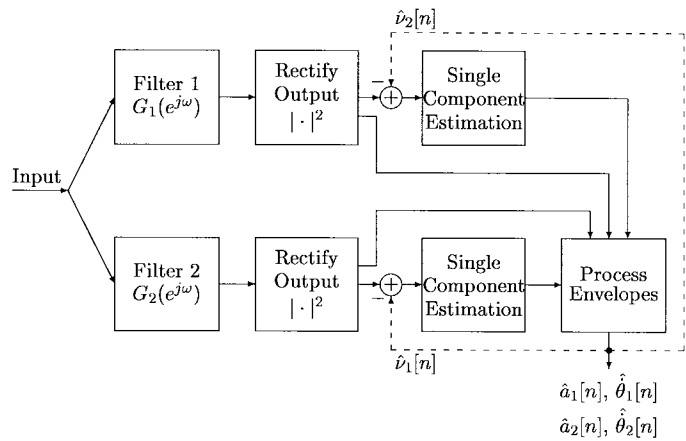 ν̂₂[n]
Filter 1
G₁(e^{jω})
Rectify
Output
| · |²
−
+
Single
Component
Estimation
Input
Filter 2
G₂(e^{jω})
Rectify
Output
| · |²
−
+
Single
Component
Estimation
Process
Envelopes
ν̂₁[n]
â₁[n], θ̇̂₁[n]
â₂[n], θ̇̂₂[n]